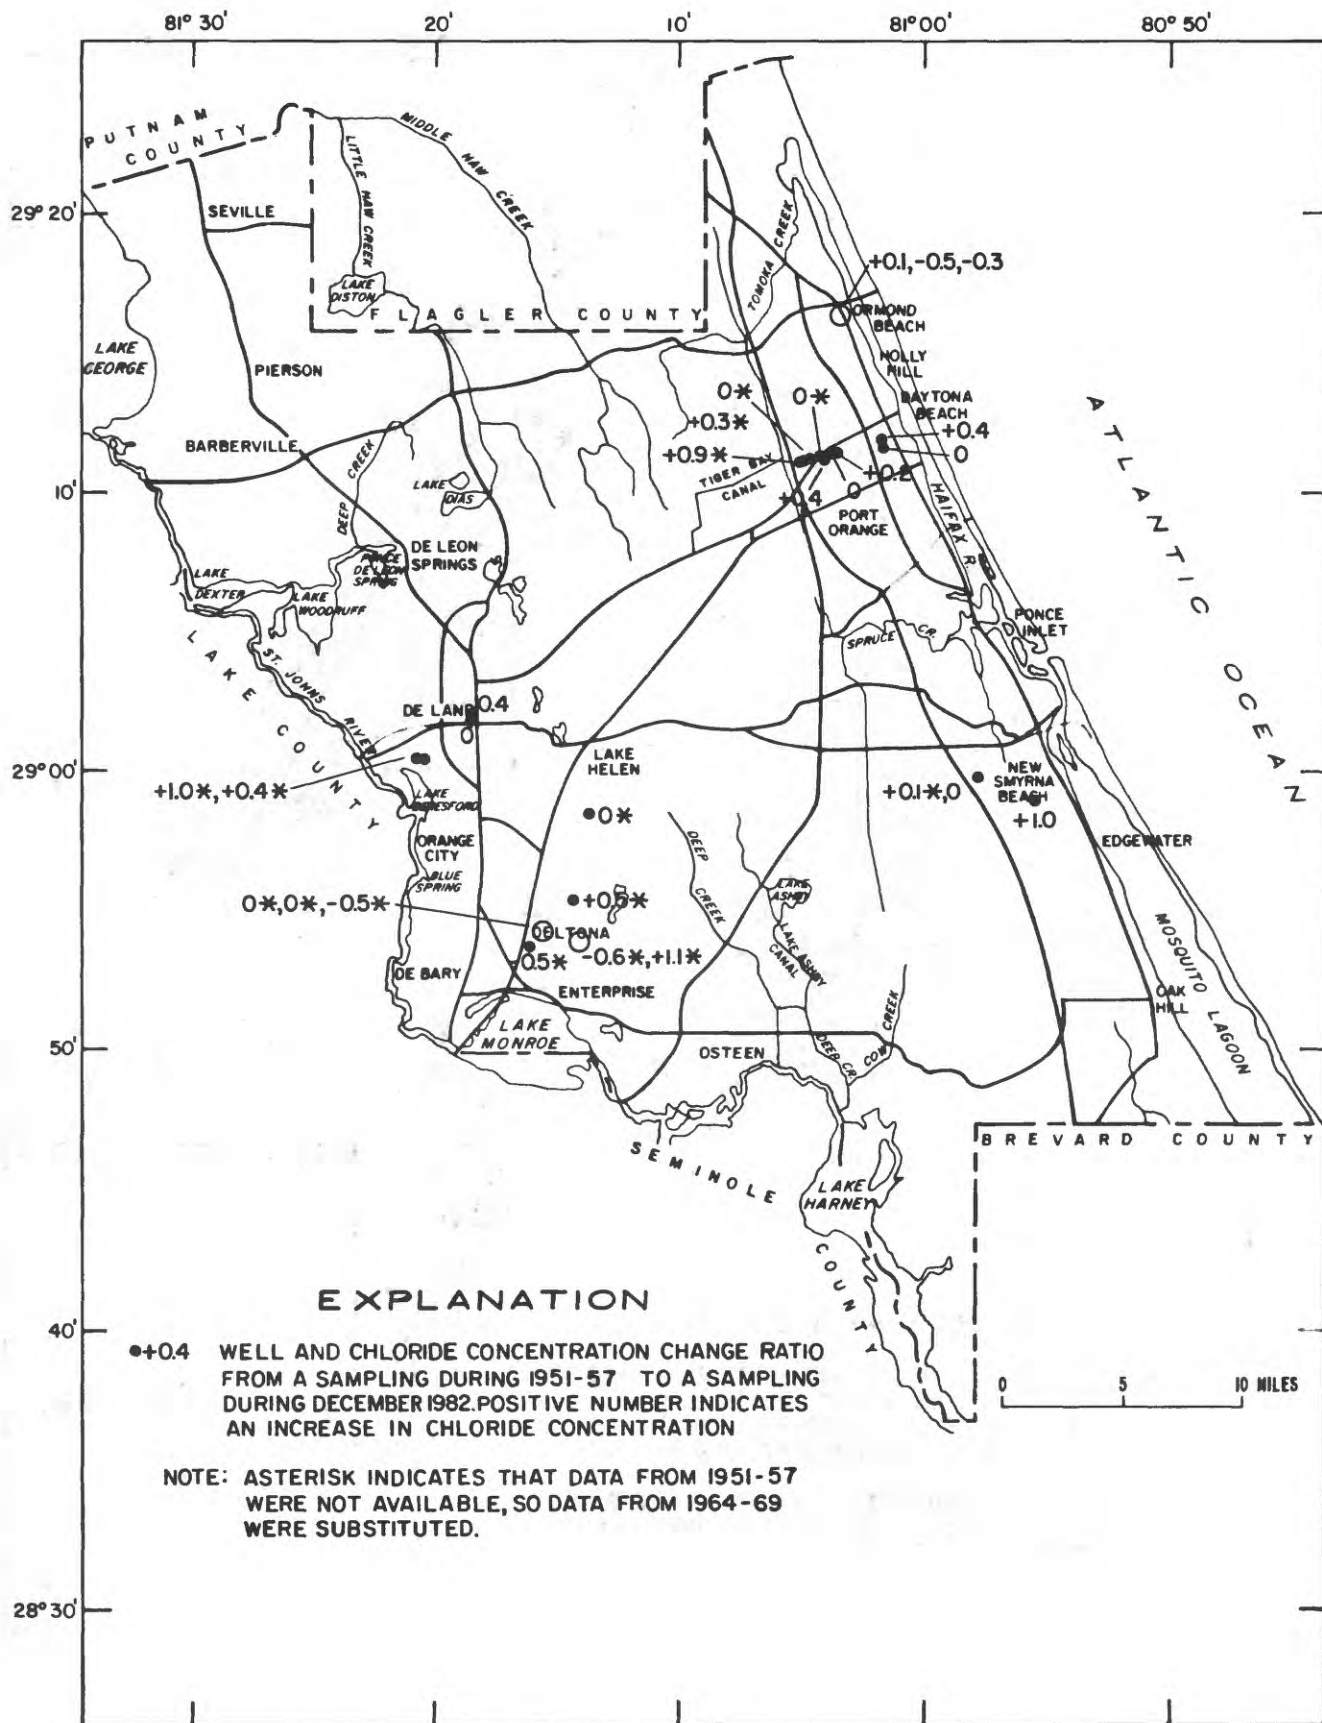 81° 30' 20' 10' 81° 00' 80° 50'
PUTNAM
COUNTY
LITTLE HAW CREEK
MIDDLE HAW CREEK
29° 20'
SEVILLE
TOMOKA CREEK
+0.1,-0.5,-0.3
LAKE
DISTON
FLAGLER COUNTY
ORMOND
BEACH
LAKE
GEORGE
HOLLY
HILL
PIERSON
0*
0*
DAYTONA
BEACH
ATLANTIC OCEAN
+0.3*
+0.4
BARBERVILLE
+0.9*
0
TIGER BAY
CANAL
+0.2
DEEP CREEK
LAKE
DIAS
10'
+0.4
0
PORT
ORANGE
HALIFAX R.
DE LEON
SPRINGS
PONCE
DE LEON
SPRING
LAKE
DEXTER
LAKE
WOODRUFF
PONCE
INLET
SPRUCE CR.
LAKE COUNTY
ST. JOHNS RIVER
DE LAND
0.4
0
LAKE
HELEN
29° 00'
NEW
SMYRNA
BEACH
+1.0*,+0.4*
+0.1*,0
LAKE
BERESFORD
0*
+1.0
ORANGE
CITY
DEEP CREEK
EDGEWATER
BLUE
SPRING
LAKE
ASHBY
0*,0*,-0.5*
+0.5*
DELTONA
LAKE ASHBY
CANAL
MOSQUITO LAGOON
-0.6*,+1.1*
0.5*
DE BARY
ENTERPRISE
OAK
HILL
COW CREEK
LAKE
MONROE
50'
OSTEEN
DEEP CR.
BREVARD COUNTY
SEMINOLE COUNTY
LAKE
HARNEY
EXPLANATION
40'
+0.4 WELL AND CHLORIDE CONCENTRATION CHANGE RATIO
FROM A SAMPLING DURING 1951-57 TO A SAMPLING
DURING DECEMBER 1982. POSITIVE NUMBER INDICATES
AN INCREASE IN CHLORIDE CONCENTRATION
0 5 10 MILES
NOTE: ASTERISK INDICATES THAT DATA FROM 1951-57
WERE NOT AVAILABLE, SO DATA FROM 1964-69
WERE SUBSTITUTED.
28° 30'